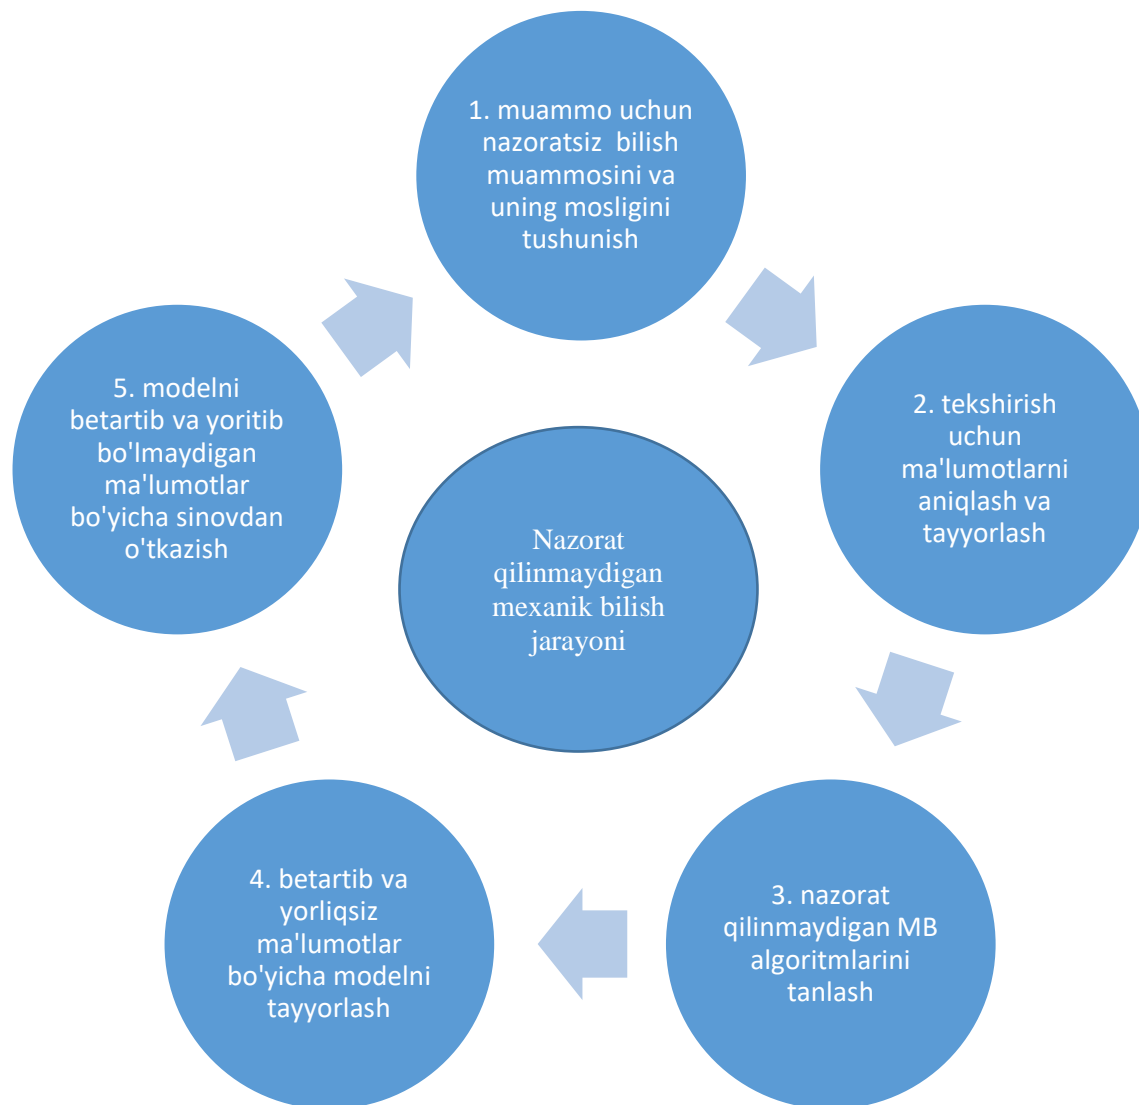 1. muammo uchun
nazoratsiz bilish
muammosini va
uning mosligini
tushunish
2. tekshirish
uchun
ma'lumotlarni
aniqlash va
tayyorlash
3. nazorat
qilinmaydigan MB
algoritmlarini
tanlash
4. betartib va
yorliqsiz
ma'lumotlar
bo'yicha modelni
tayyorlash
5. modelni
betartib va yoritib
bo'lmaydigan
ma'lumotlar
bo'yicha sinovdan
o'tkazish
Nazorat
qilinmaydigan
mexanik bilish
jarayoni